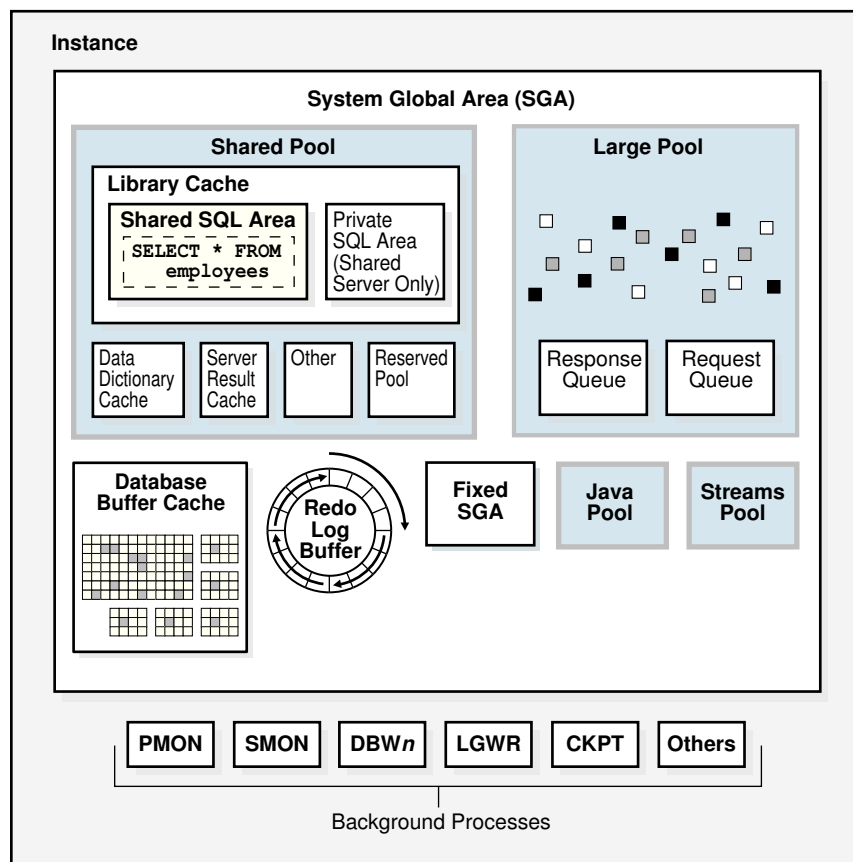 Instance
System Global Area (SGA)
Shared Pool
Library Cache
Shared SQL Area
SELECT * FROM
employees
Private
SQL Area
(Shared
Server Only)
Data
Dictionary
Cache
Server
Result
Cache
Other
Reserved
Pool
Large Pool
Response
Queue
Request
Queue
Database
Buffer Cache
Redo
Log
Buffer
Fixed
SGA
Java
Pool
Streams
Pool
PMON
SMON
DBWn
LGWR
CKPT
Others
Background Processes